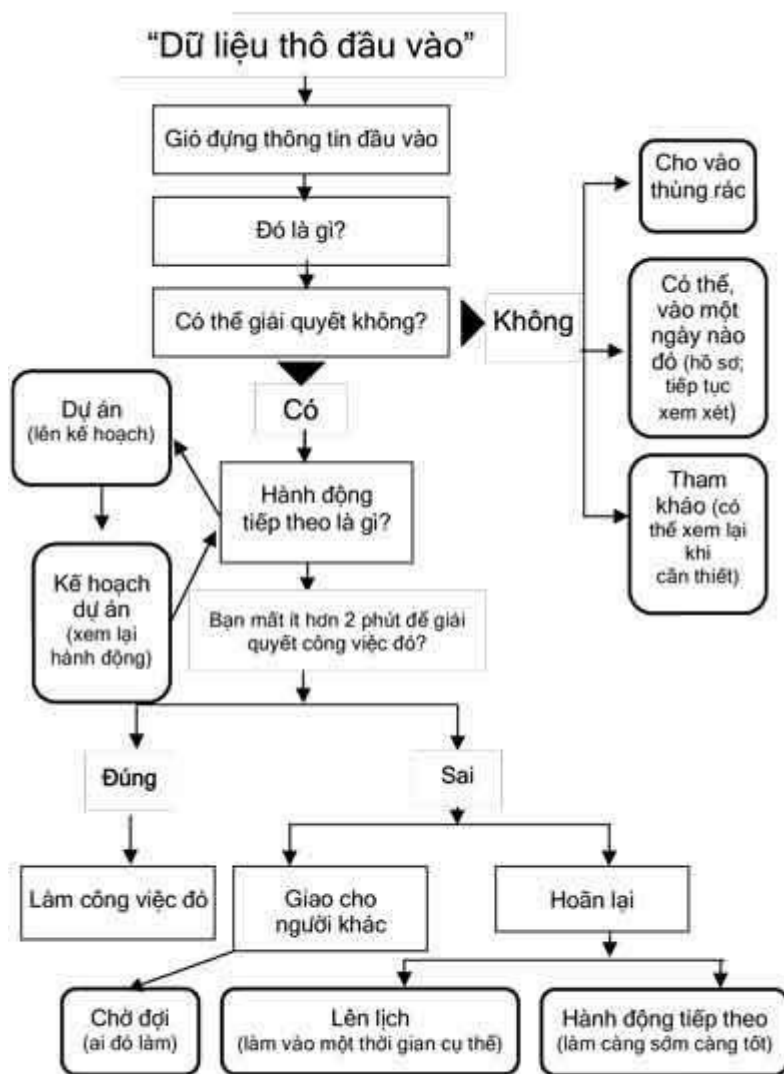 “Dữ liệu thô đầu vào”
Giỏ đựng thông tin đầu vào
Đó là gì?
Có thể giải quyết không?
Không
Cho vào
thùng rác
Có thể,
vào một
ngày nào
đó (hồ sơ;
tiếp tục
xem xét)
Tham
khảo (có
thể xem lại
khi
cần thiết)
Có
Dự án
(lên kế hoạch)
Hành động
tiếp theo là gì?
Kế hoạch
dự án
(xem lại
hành động)
Bạn mất ít hơn 2 phút để giải
quyết công việc đó?
Đúng
Sai
Làm công việc đó
Giao cho
người khác
Hoãn lại
Chờ đợi
(ai đó làm)
Lên lịch
(làm vào một thời gian cụ thể)
Hành động tiếp theo
(làm càng sớm càng tốt)